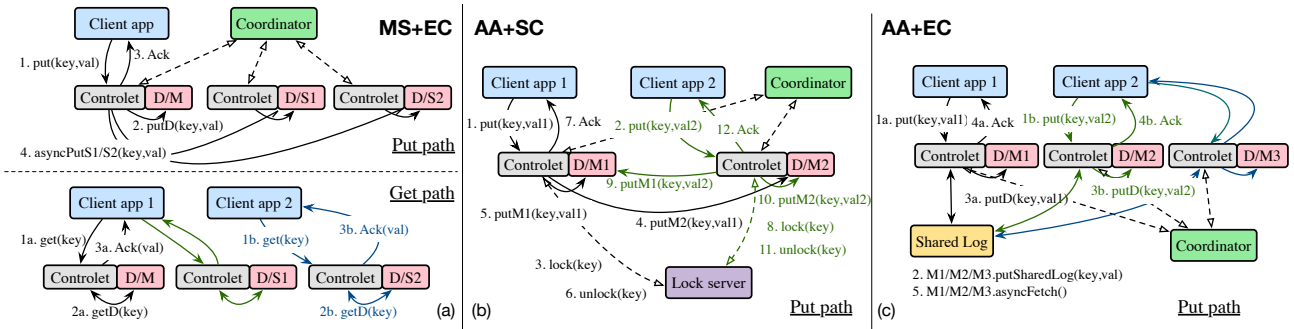 MS+EC
Client app
Coordinator
1. put(key,val)
3. Ack
Controlet
D/M
Controlet
D/S1
Controlet
D/S2
2. putD(key,val)
4. asyncPutS1/S2(key,val)
Put path
Get path
Client app 1
Client app 2
1a. get(key)
3a. Ack(val)
1b. get(key)
3b. Ack(val)
Controlet
D/M
Controlet
D/S1
Controlet
D/S2
2a. getD(key)
2b. getD(key)
(a)
AA+SC
Client app 1
Client app 2
Coordinator
1. put(key,val1)
7. Ack
2. put(key,val2)
12. Ack
Controlet
D/M1
Controlet
D/M2
9. putM1(key,val2)
10. putM2(key,val2)
5. putM1(key,val1)
4. putM2(key,val1)
8. lock(key)
11. unlock(key)
3. lock(key)
6. unlock(key)
Lock server
(b)
Put path
AA+EC
Client app 1
Client app 2
1a. put(key,val1)
4a. Ack
1b. put(key,val2)
4b. Ack
Controlet
D/M1
Controlet
D/M2
Controlet
D/M3
3a. putD(key,val1)
3b. putD(key,val2)
Shared Log
Coordinator
2. M1/M2/M3.putSharedLog(key,val)
5. M1/M2/M3.asyncFetch()
(c)
Put path